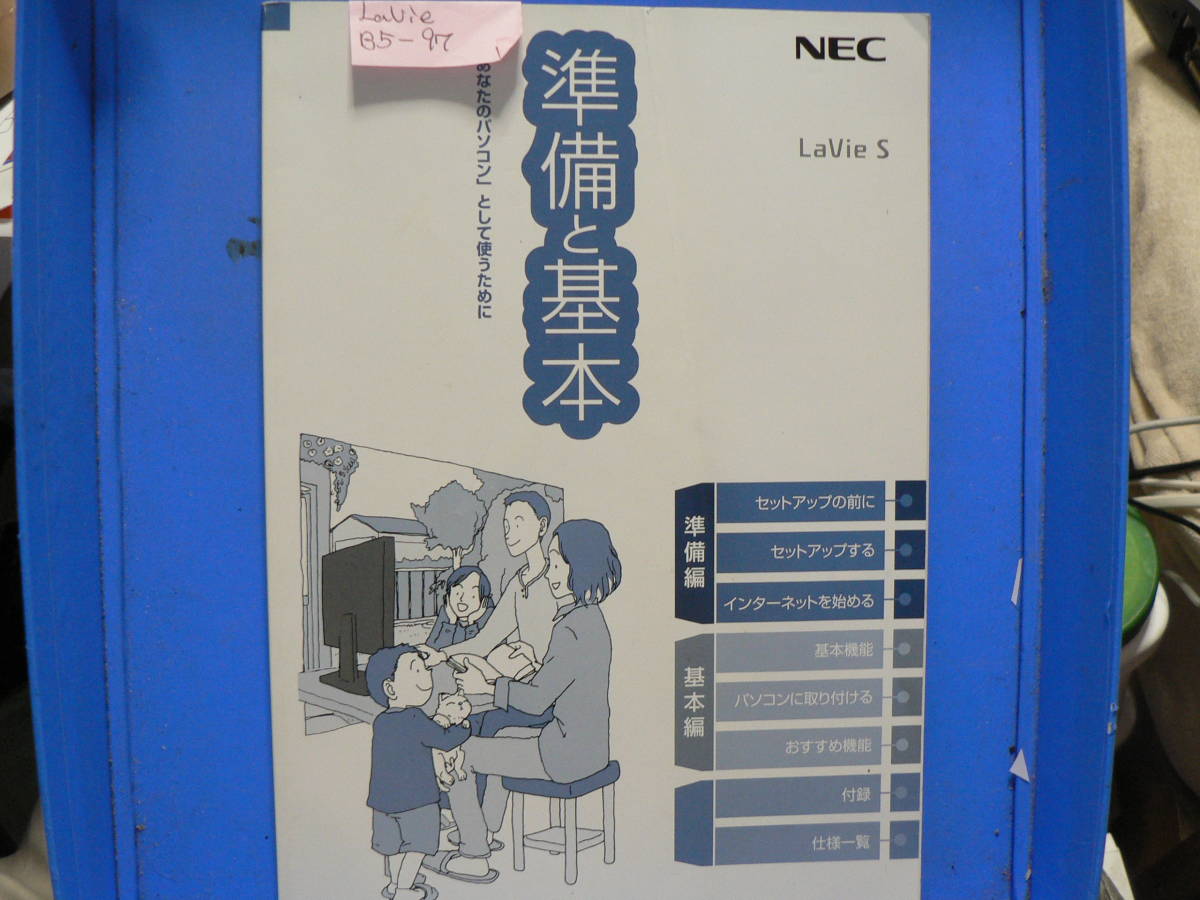 LaVie
B5-97
NEC
LaVie S
準備と基本
あなたのパソコン」として使うために
準備編
セットアップの前に
セットアップする
インターネットを始める
基本編
基本機能
パソコンに取り付ける
おすすめ機能
付録
仕様一覧